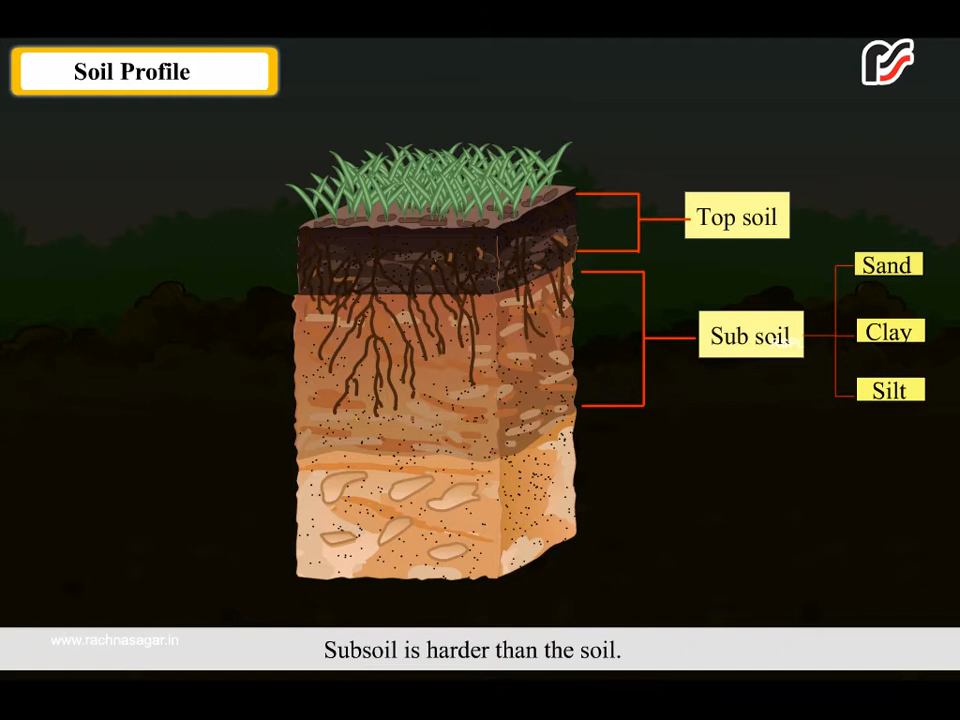 Soil Profile
Top soil
Sand
Sub soil
Clay
Silt
www.rachnasagar.in
Subsoil is harder than the soil.